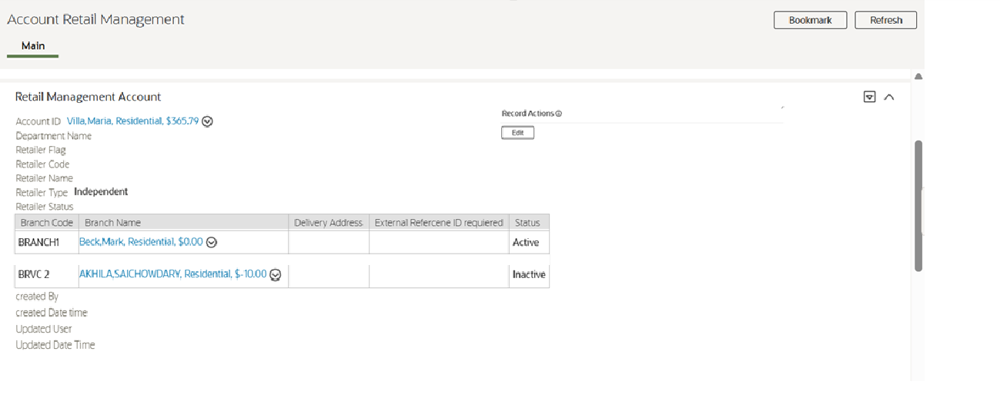 Account Retail Management
Bookmark Refresh
Main
Retail Management Account
Account ID Villa,Maria, Residential, $365.79
Record Actions
Department Name
Edit
Retailer Flag
Retailer Code
Retailer Name
Retailer Type Independent
Retailer Status
Branch Code Branch Name Delivery Address External Refercene ID requiered Status
BRANCH1 Beck,Mark, Residential, $0.00 Active
BRVC 2 AKHILA,SAICHOWDARY, Residential, $-10.00 Inactive
created By
created Date time
Updated User
Updated Date Time